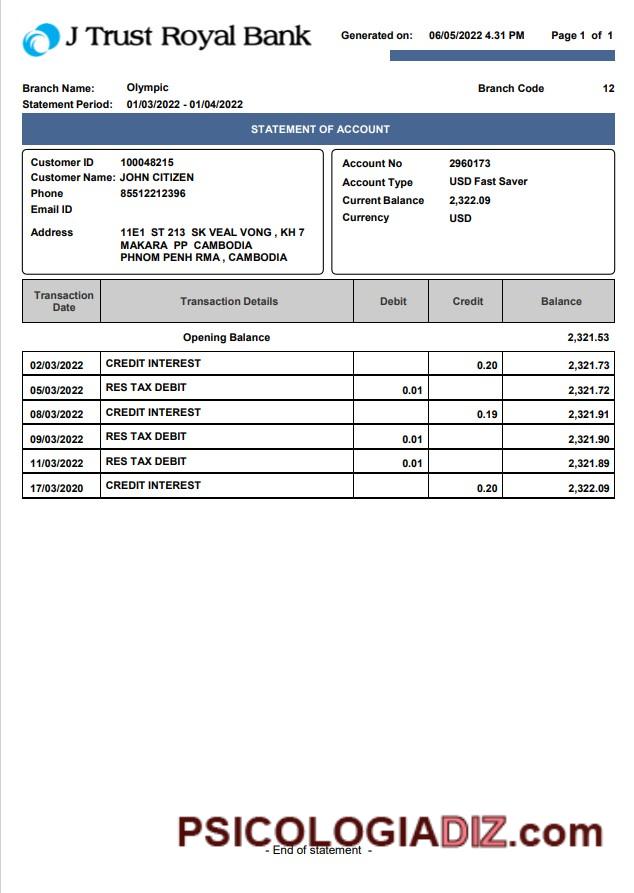 J Trust Royal Bank
Generated on: 06/05/2022 4.31 PM Page 1 of 1
Branch Name: Olympic Branch Code 12
Statement Period: 01/03/2022 - 01/04/2022
STATEMENT OF ACCOUNT
Customer ID 100048215
Customer Name: JOHN CITIZEN
Phone 85512212396
Email ID
Address 11E1 ST 213 SK VEAL VONG , KH 7
MAKARA PP CAMBODIA
PHNOM PENH RMA , CAMBODIA
Account No 2960173
Account Type USD Fast Saver
Current Balance 2,322.09
Currency USD
Transaction Date Transaction Details Debit Credit Balance
Opening Balance 2,321.53
02/03/2022 CREDIT INTEREST 0.20 2,321.73
05/03/2022 RES TAX DEBIT 0.01 2,321.72
08/03/2022 CREDIT INTEREST 0.19 2,321.91
09/03/2022 RES TAX DEBIT 0.01 2,321.90
11/03/2022 RES TAX DEBIT 0.01 2,321.89
17/03/2020 CREDIT INTEREST 0.20 2,322.09
PSICOLOGIADIZ.com
- End of statement -